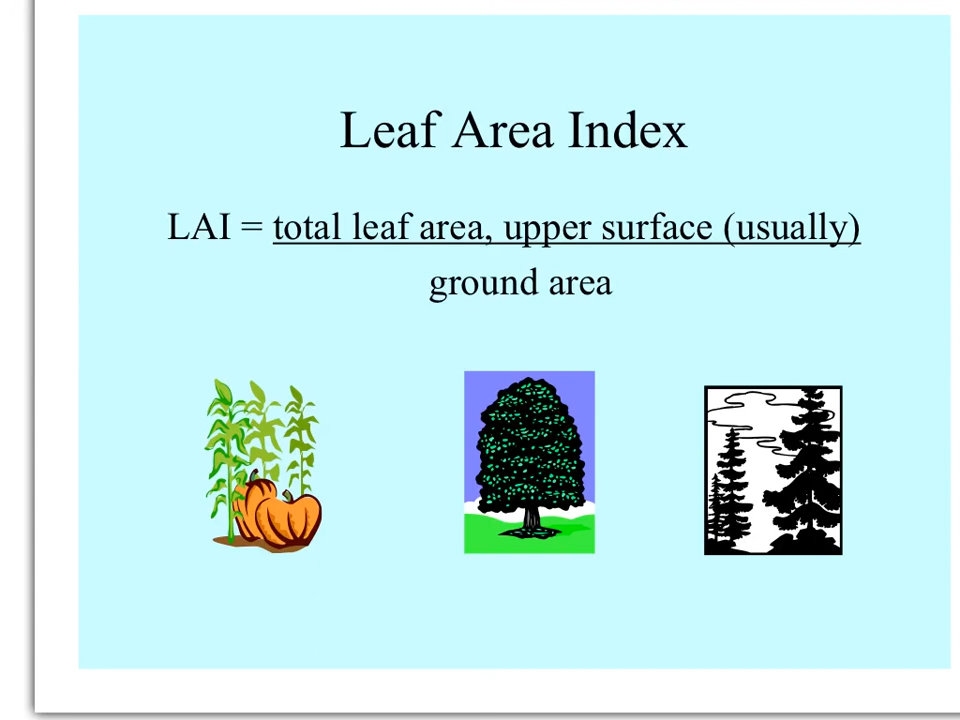 Leaf Area Index
LAI = total leaf area, upper surface (usually)
ground area